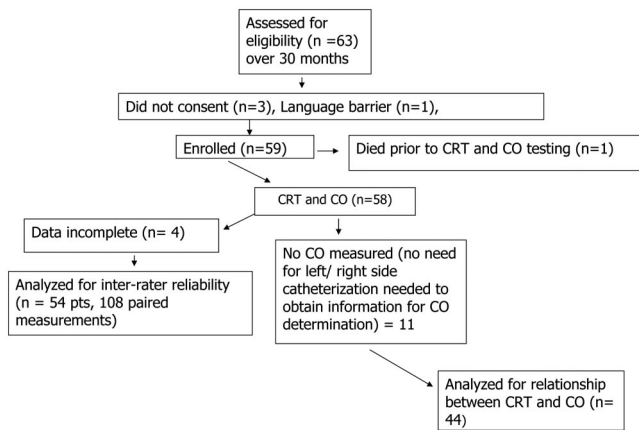 Assessed for
eligibility (n =63)
over 30 months
Did not consent (n=3), Language barrier (n=1),
Enrolled (n=59)
Died prior to CRT and CO testing (n=1)
CRT and CO (n=58)
Data incomplete (n= 4)
No CO measured (no need
for left/ right side
catheterization needed to
obtain information for CO
determination) = 11
Analyzed for inter-rater reliability
(n = 54 pts, 108 paired
measurements)
Analyzed for relationship
between CRT and CO (n=
44)